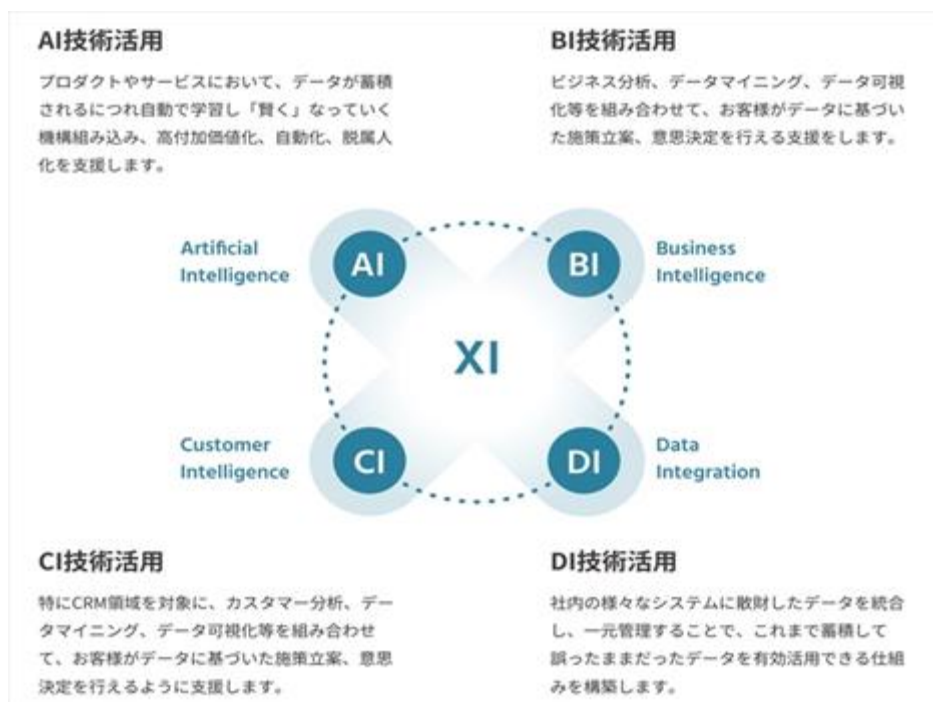 AI技術活用
プロダクトやサービスにおいて、データが蓄積
されるにつれ自動で学習し「賢く」なっていく
機構組み込み、高付加価値化、自動化、脱属人
化を支援します。
BI技術活用
ビジネス分析、データマイニング、データ可視
化等を組み合わせて、お客様がデータに基づい
た施策立案、意思決定を行える支援をします。
Artificial
Intelligence
AI
BI
Business
Intelligence
XI
Customer
Intelligence
CI
DI
Data
Integration
CI技術活用
特にCRM領域を対象に、カスタマー分析、デー
タマイニング、データ可視化等を組み合わせ
て、お客様がデータに基づいた施策立案、意思
決定を行えるように支援します。
DI技術活用
社内の様々なシステムに散財したデータを統合
し、一元管理することで、これまで蓄積して
誤ったままだったデータを有効活用できる仕組
みを構築します。